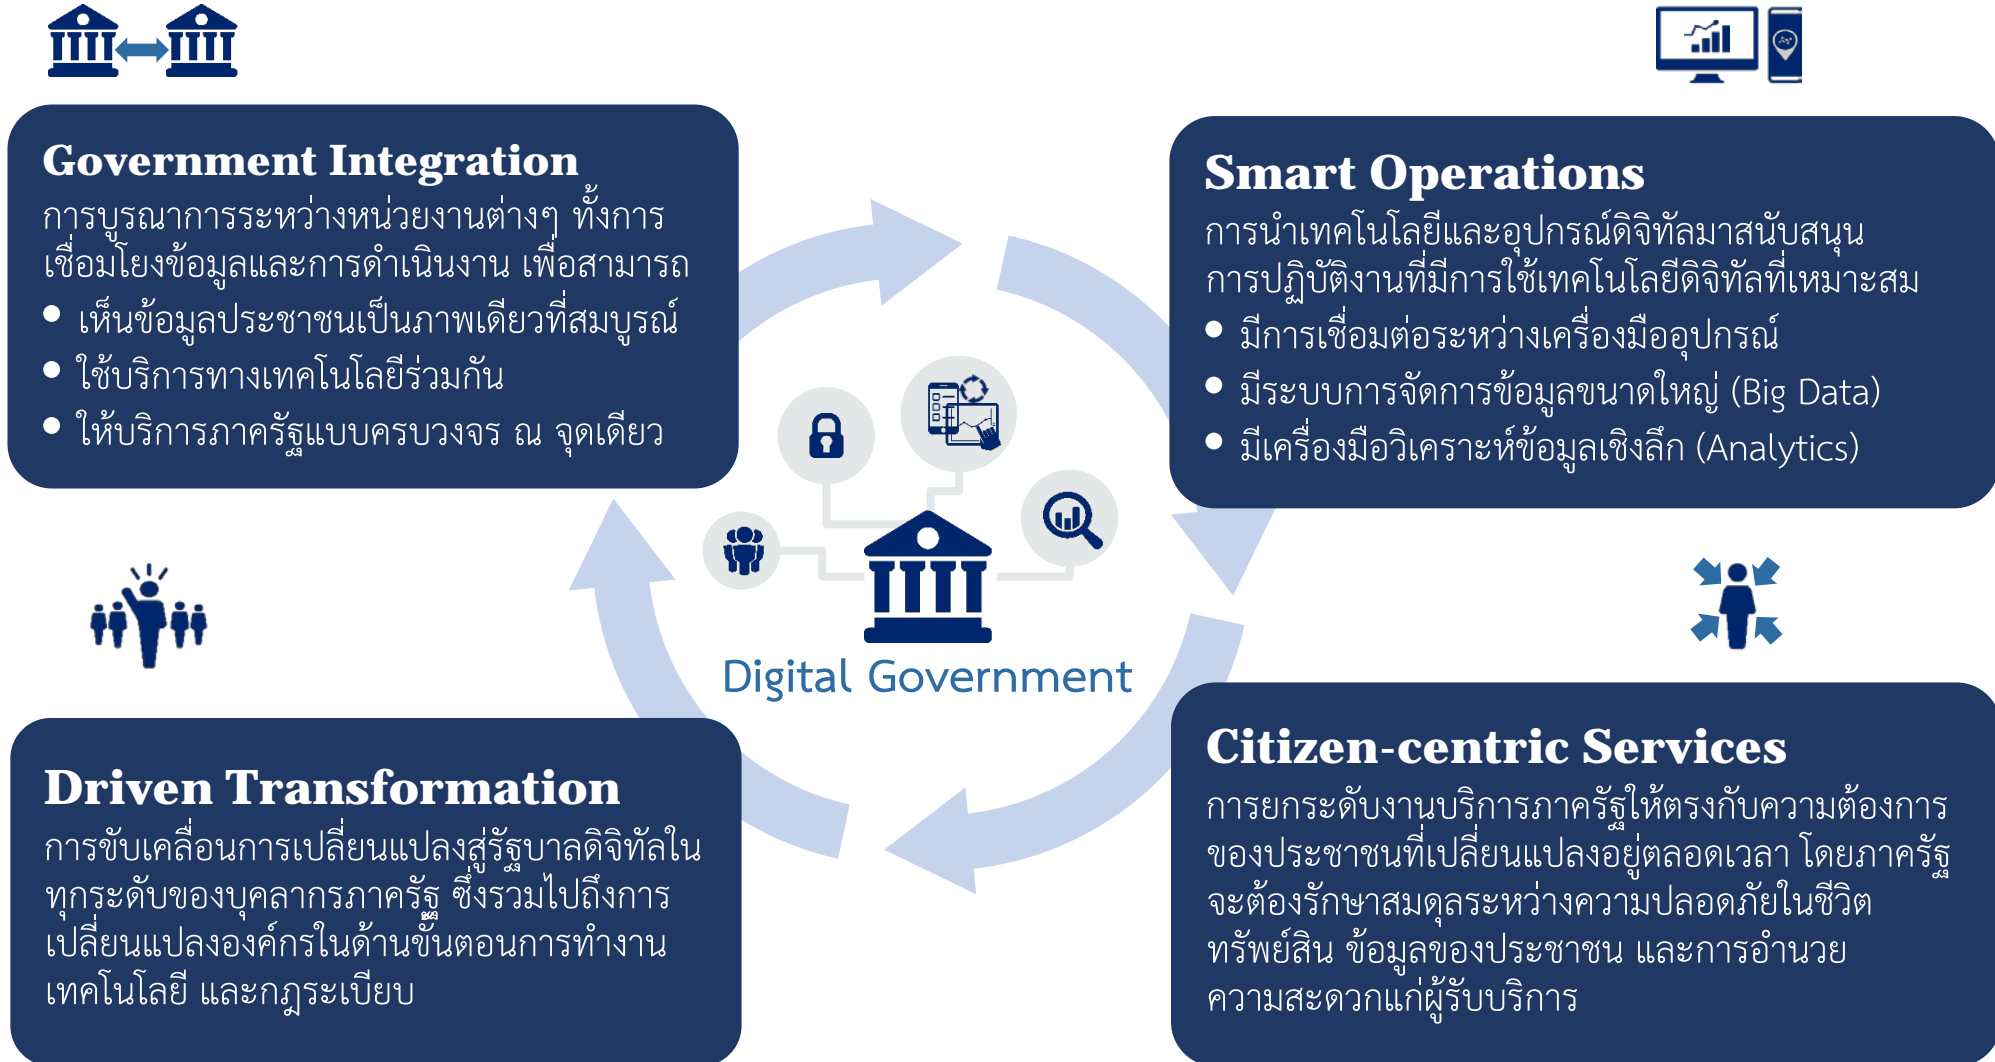 Government Integration
การบูรณาการระหว่างหน่วยงานต่างๆ ทั้งการ
เชื่อมโยงข้อมูลและการดำเนินงาน เพื่อสามารถ
• เห็นข้อมูลประชาชนเป็นภาพเดียวที่สมบูรณ์
• ใช้บริการทางเทคโนโลยีร่วมกัน
• ให้บริการภาครัฐแบบครบวงจร ณ จุดเดียว
Smart Operations
การนำเทคโนโลยีและอุปกรณ์ดิจิทัลมาสนับสนุน
การปฏิบัติงานที่มีการใช้เทคโนโลยีดิจิทัลที่เหมาะสม
• มีการเชื่อมต่อระหว่างเครื่องมืออุปกรณ์
• มีระบบการจัดการข้อมูลขนาดใหญ่ (Big Data)
• มีเครื่องมือวิเคราะห์ข้อมูลเชิงลึก (Analytics)
Digital Government
Driven Transformation
การขับเคลื่อนการเปลี่ยนแปลงสู่รัฐบาลดิจิทัลใน
ทุกระดับของบุคลากรภาครัฐ ซึ่งรวมไปถึงการ
เปลี่ยนแปลงองค์กรในด้านขั้นตอนการทำงาน
เทคโนโลยี และกฎระเบียบ
Citizen-centric Services
การยกระดับงานบริการภาครัฐให้ตรงกับความต้องการ
ของประชาชนที่เปลี่ยนแปลงอยู่ตลอดเวลา โดยภาครัฐ
จะต้องรักษาสมดุลระหว่างความปลอดภัยในชีวิต
ทรัพย์สิน ข้อมูลของประชาชน และการอำนวย
ความสะดวกแก่ผู้รับบริการ